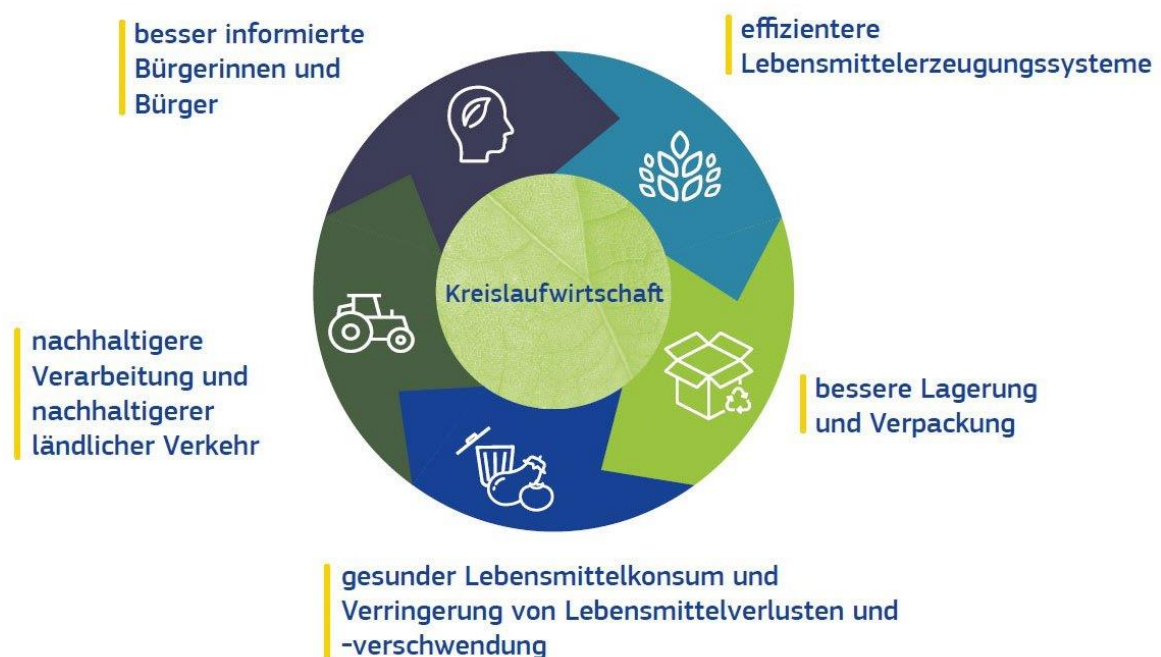 besser informierte
Bürgerinnen und
Bürger
effizientere
Lebensmittelerzeugungssysteme
Kreislaufwirtschaft
nachhaltigere
Verarbeitung und
nachhaltigerer
ländlicher Verkehr
bessere Lagerung
und Verpackung
gesunder Lebensmittelkonsum und
Verringerung von Lebensmittelverlusten und
-verschwendung